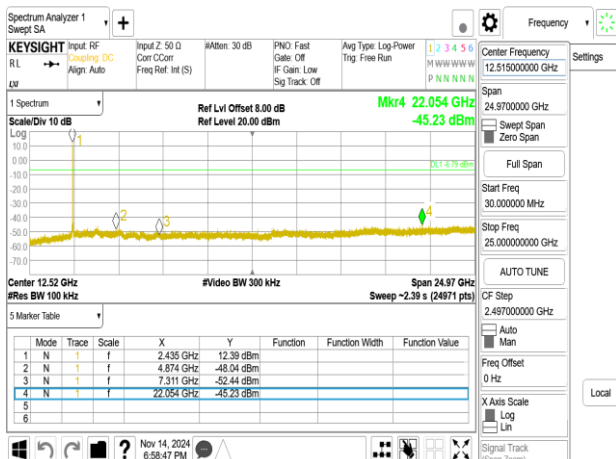 Spectrum Analyzer 1
Swept SA
+
Frequency
KEYSIGHT
RL
LXI
Input: RF
Coupling: DC
Align: Auto
Input Z: 50 Ω
Corr CCorr
Freq Ref: Int (S)
#Atten: 30 dB
PNO: Fast
Gate: Off
IF Gain: Low
Sig Track: Off
Avg Type: Log-Power
Trig: Free Run
1 2 3 4 5 6
M W W W W W
P N N N N N
1 Spectrum
Scale/Div 10 dB
Ref Lvl Offset 8.00 dB
Ref Level 20.00 dBm
Mkr4 22.054 GHz
-45.23 dBm
Log
10.0
0.00
-10.0
-20.0
-30.0
-40.0
-50.0
-60.0
-70.0
1
2
3
4
DL1 -6.79 dBm
Center 12.52 GHz
#Res BW 100 kHz
#Video BW 300 kHz
Span 24.97 GHz
Sweep ~2.39 s (24971 pts)
5 Marker Table
Mode Trace Scale X Y Function Function Width Function Value
1 N 1 f 2.435 GHz 12.39 dBm
2 N 1 f 4.874 GHz -48.04 dBm
3 N 1 f 7.311 GHz -52.44 dBm
4 N 1 f 22.054 GHz -45.23 dBm
5
6
?
Nov 14, 2024
6:58:47 PM
Center Frequency
12.515000000 GHz
Settings
Span
24.9700000 GHz
Swept Span
Zero Span
Full Span
Start Freq
30.000000 MHz
Stop Freq
25.000000000 GHz
AUTO TUNE
CF Step
2.497000000 GHz
Auto
Man
Freq Offset
0 Hz
X Axis Scale
Log
Lin
Local
Signal Track
(Span Zoom)